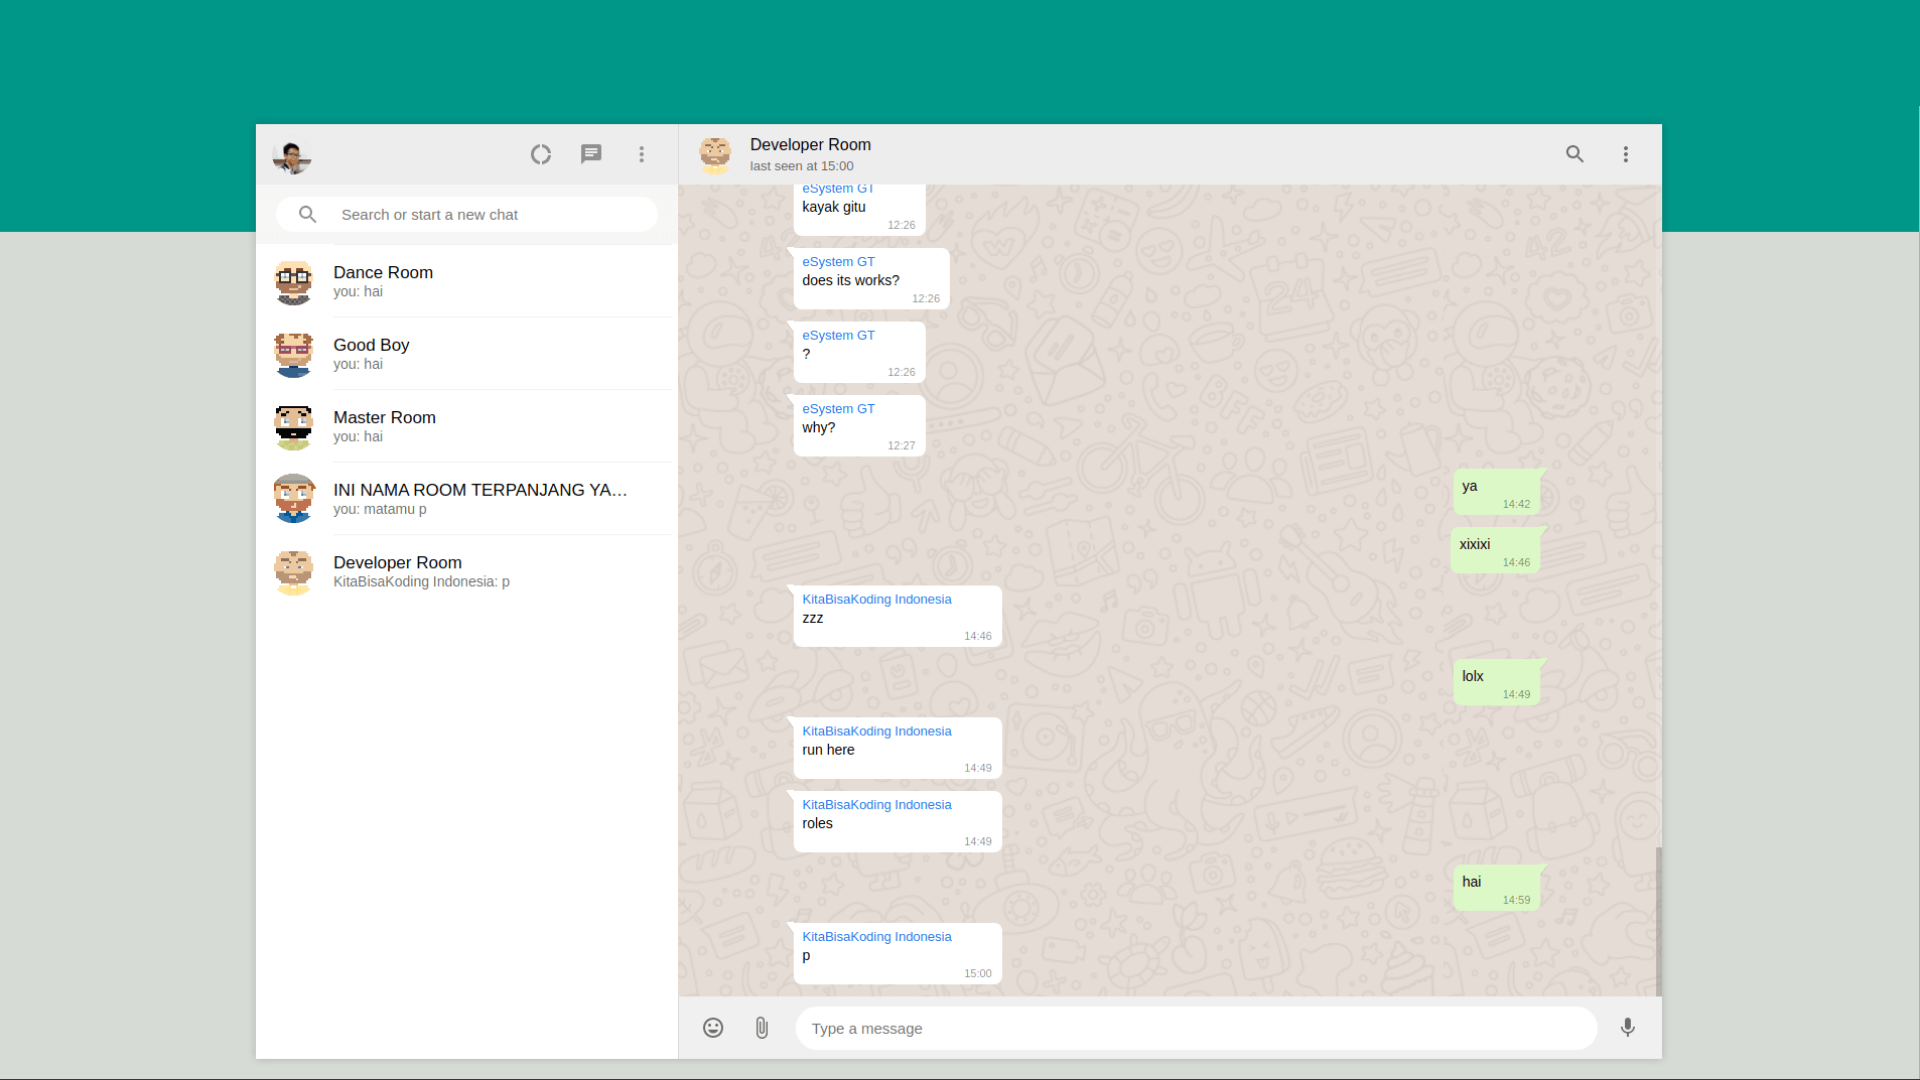 Search or start a new chat
Dance Room
you: hai
Good Boy
you: hai
Master Room
you: hai
INI NAMA ROOM TERPANJANG YA...
you: matamu p
Developer Room
KitaBisaKoding Indonesia: p
Developer Room
last seen at 15:00
eSystem GT
kayak gitu
12:26
eSystem GT
does its works?
12:26
eSystem GT
?
12:26
eSystem GT
why?
12:27
ya
14:42
xixixi
14:46
KitaBisaKoding Indonesia
zzz
14:46
lolx
14:49
KitaBisaKoding Indonesia
run here
14:49
KitaBisaKoding Indonesia
roles
14:49
hai
14:59
KitaBisaKoding Indonesia
p
15:00
Type a message